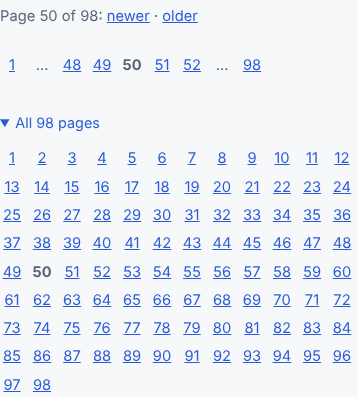 Page 50 of 98: newer · older
1 ... 48 49 50 51 52 ... 98
▼ All 98 pages
1 2 3 4 5 6 7 8 9 10 11 12
13 14 15 16 17 18 19 20 21 22 23 24
25 26 27 28 29 30 31 32 33 34 35 36
37 38 39 40 41 42 43 44 45 46 47 48
49 50 51 52 53 54 55 56 57 58 59 60
61 62 63 64 65 66 67 68 69 70 71 72
73 74 75 76 77 78 79 80 81 82 83 84
85 86 87 88 89 90 91 92 93 94 95 96
97 98